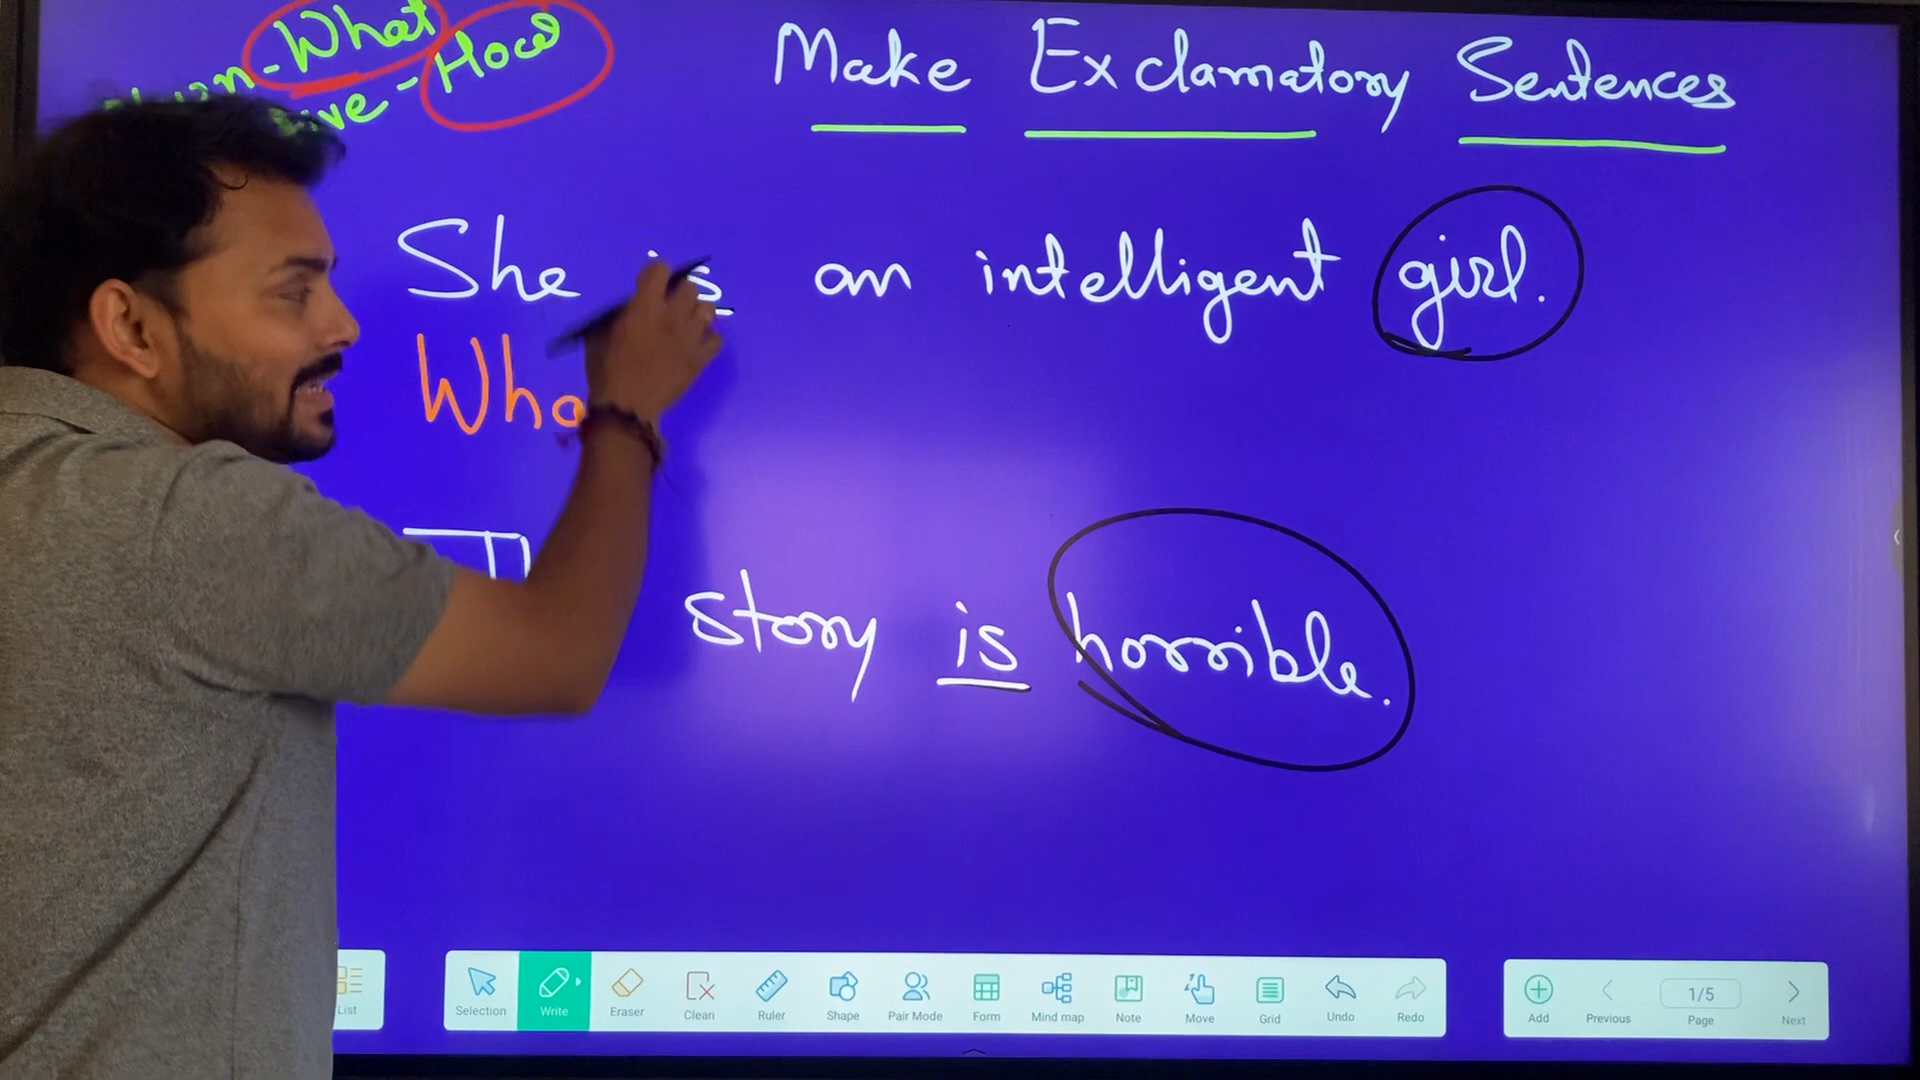 What
How
Make Exclamatory Sentences
She is an intelligent girl.
story is horrible.
List
Selection Write Eraser Clean Ruler Shape Pair Mode Form Mind map Note Move Grid Undo Redo
Add Previous 1/5 Page Next